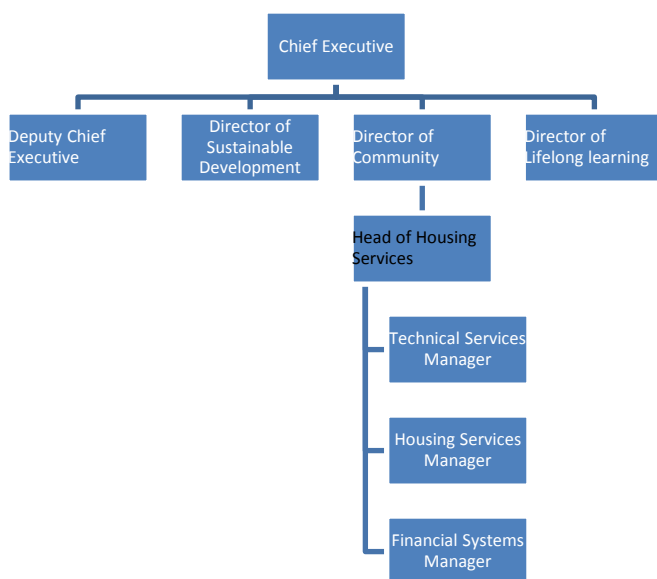 Chief Executive
Deputy Chief
Executive
Director of
Sustainable
Development
Director of
Community
Director of
Lifelong learning
Head of Housing
Services
Technical Services
Manager
Housing Services
Manager
Financial Systems
Manager